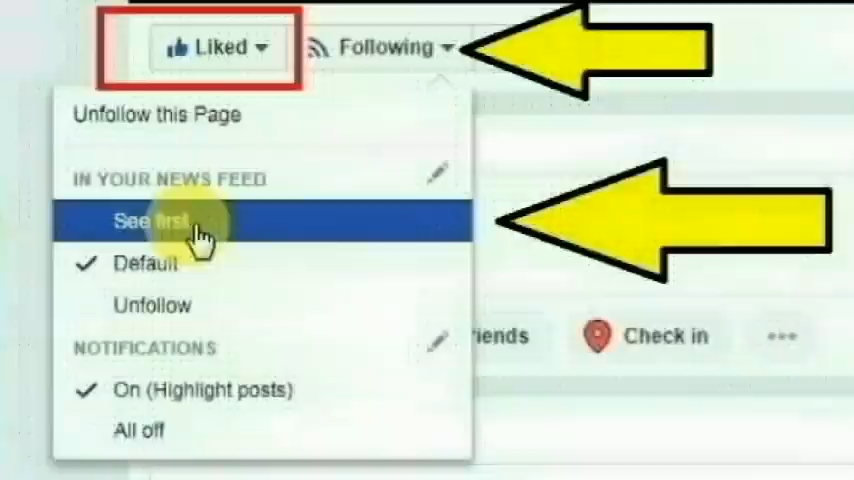 Liked Following
Unfollow this Page
IN YOUR NEWS FEED
See first
Default
Unfollow
NOTIFICATIONS
riends Check in
On (Highlight posts)
All off